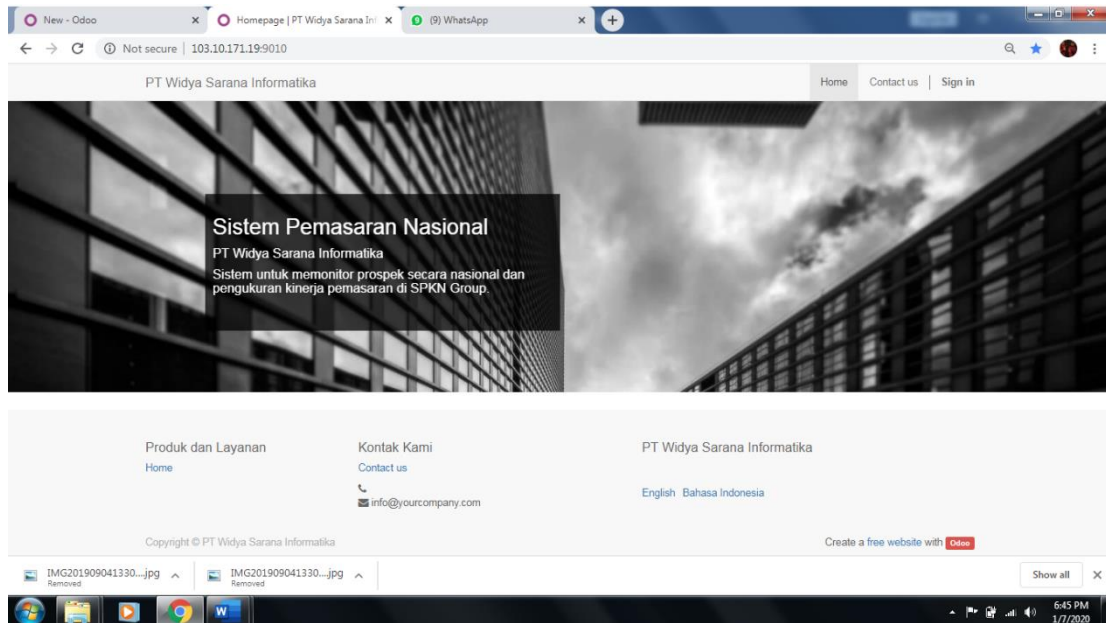 New - Odoo
Homepage | PT Widya Sarana Inf
(9) WhatsApp
Not secure | 103.10.171.19:9010
PT Widya Sarana Informatika
Home Contact us | Sign in
Sistem Pemasaran Nasional
PT Widya Sarana Informatika
Sistem untuk memonitor prospek secara nasional dan
pengukuran kinerja pemasaran di SPKN Group.
Produk dan Layanan
Home
Kontak Kami
Contact us
info@yourcompany.com
PT Widya Sarana Informatika
English Bahasa Indonesia
Copyright © PT Widya Sarana Informatika
Create a free website with Odoo
IMG201909041330....jpg
Removed
IMG201909041330....jpg
Removed
Show all
6:45 PM
1/7/2020